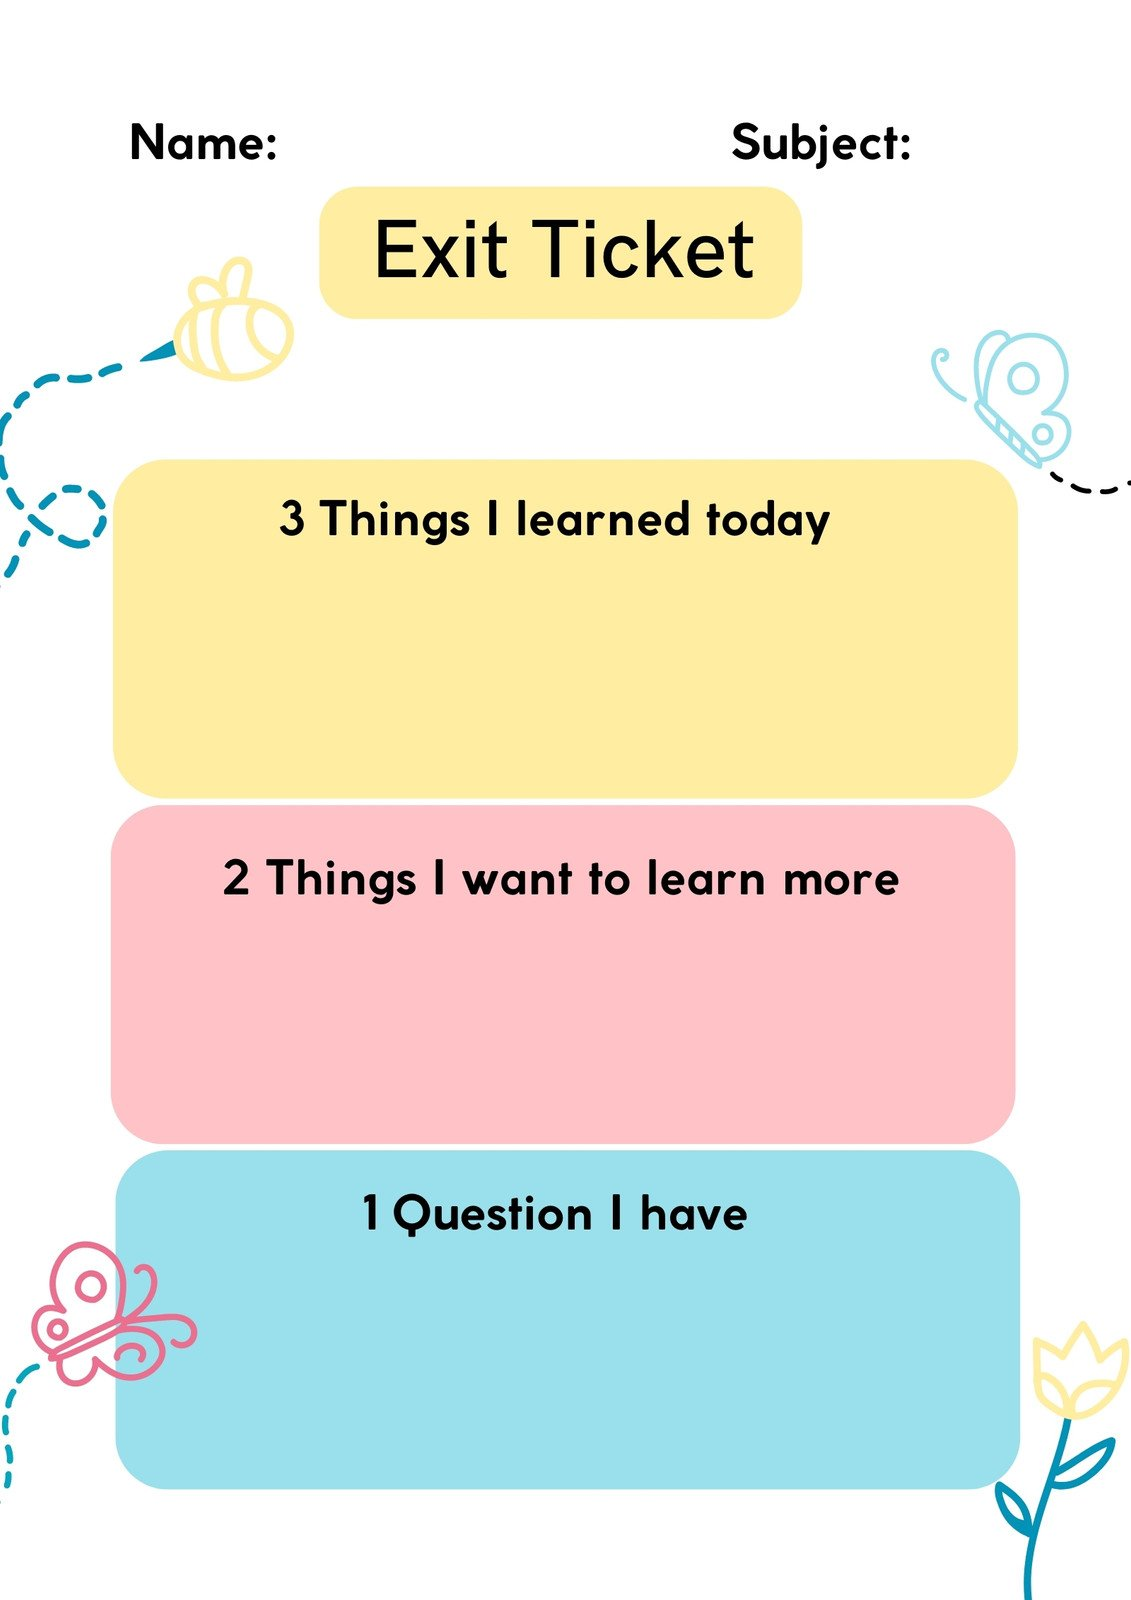 Name:
Subject:
Exit Ticket
3 Things I learned today
2 Things I want to learn more
1 Question I have